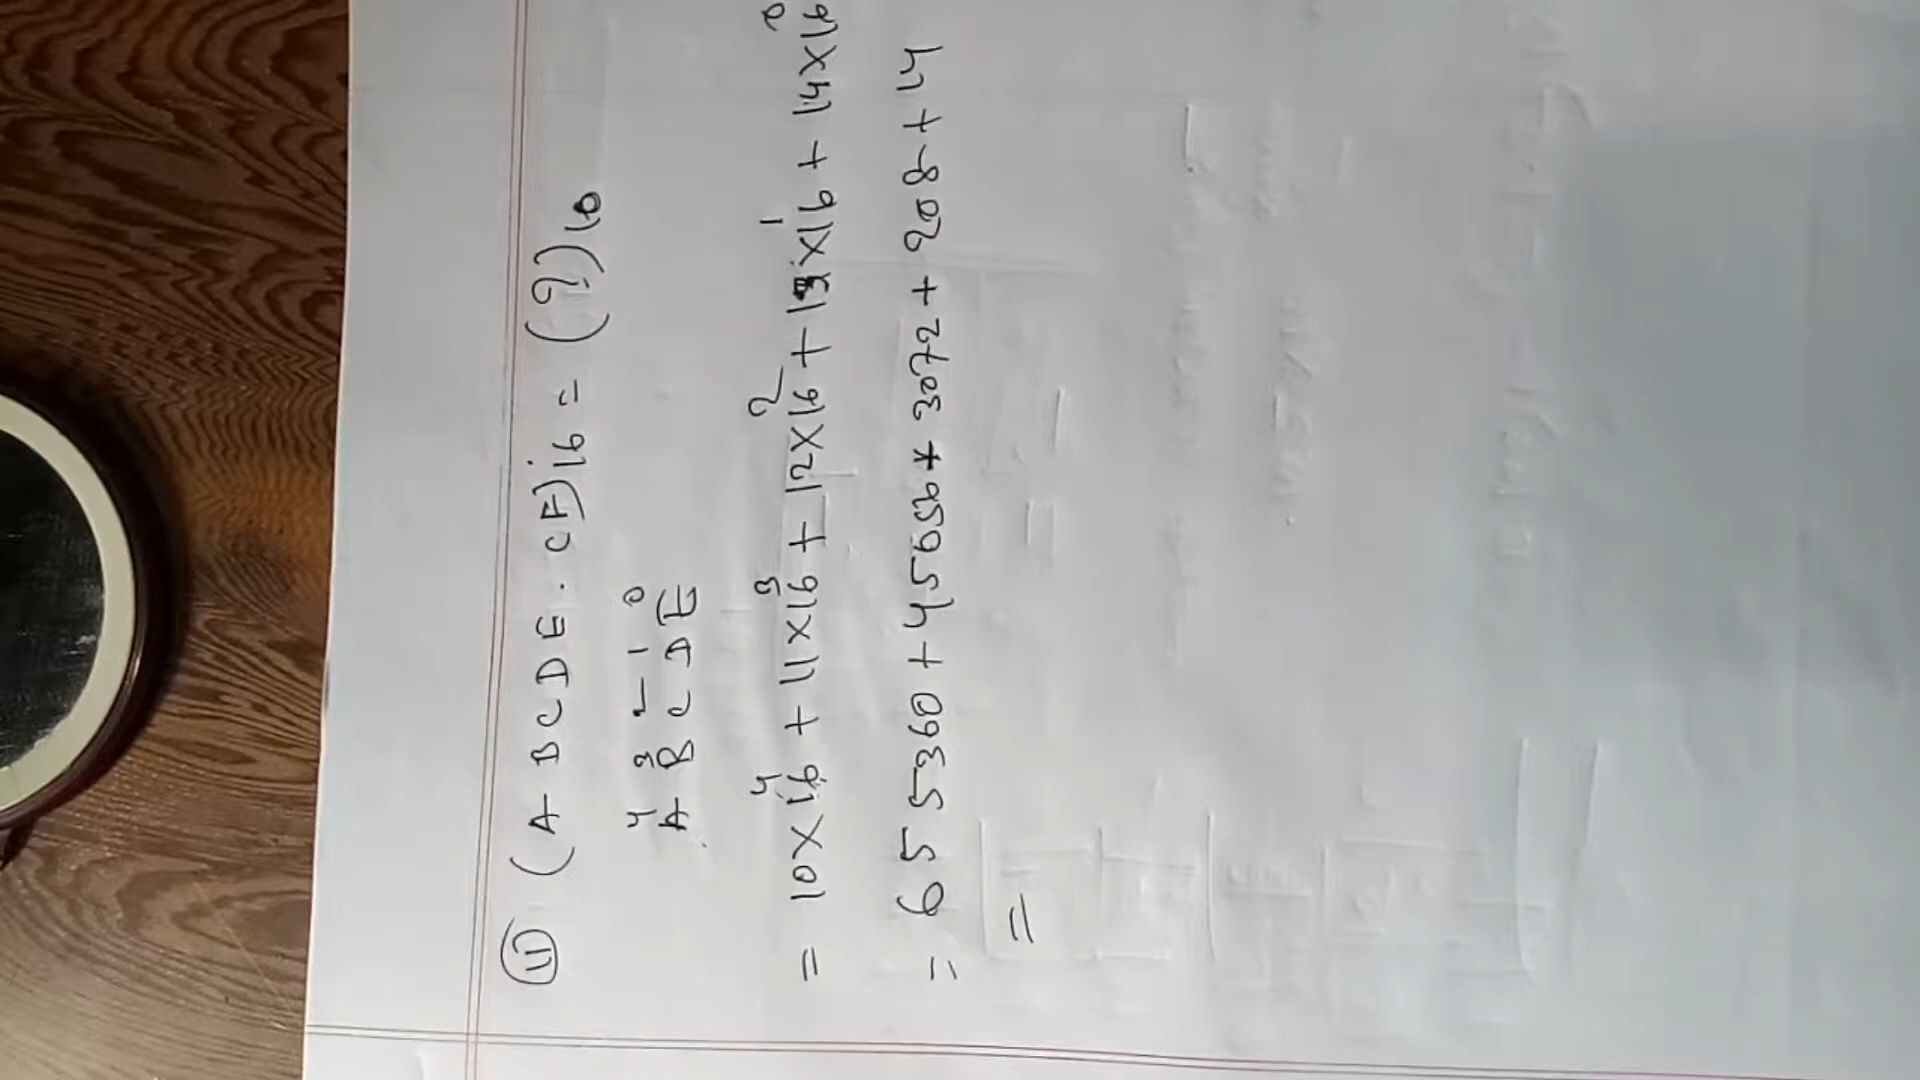 (ii) (ABCDE.CF)16 = (?)10
4 3 2 1 0
A B C D E
= 10×16⁴ + 11×16³ + 12×16² + 13×16¹ + 14×16⁰
= 655360 + 45056 + 3072 + 208 + 14
=